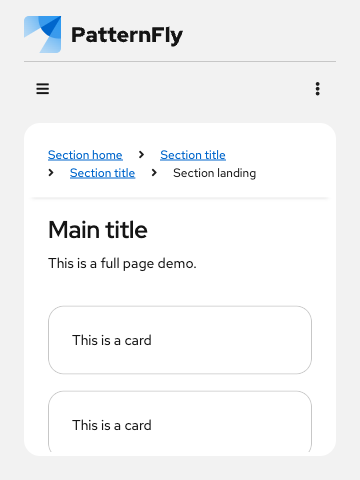 PatternFly
Section home > Section title
> Section title > Section landing
Main title
This is a full page demo.
This is a card
This is a card